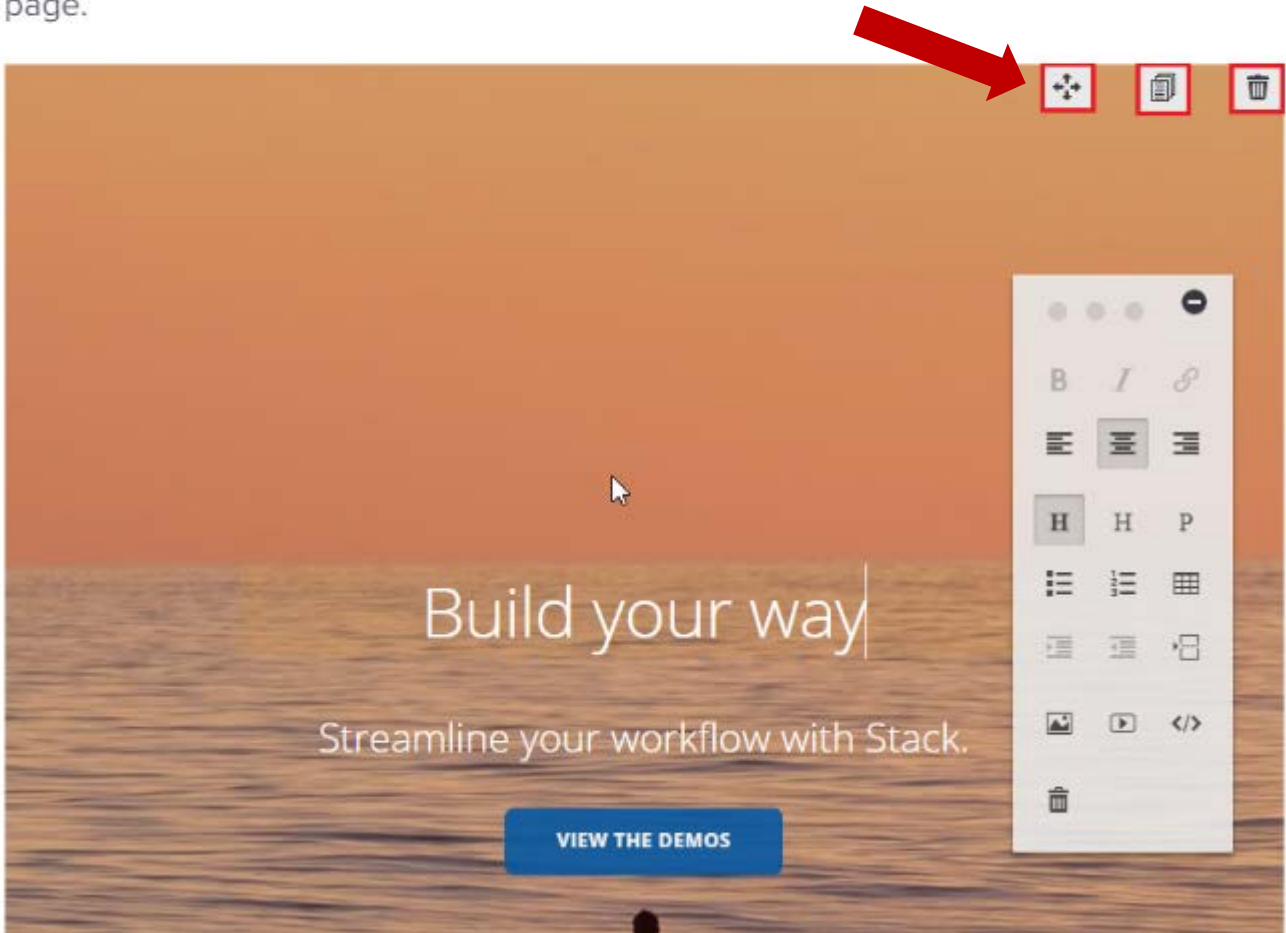 page.
B I
H H P
Build your way
Streamline your workflow with Stack.
VIEW THE DEMOS